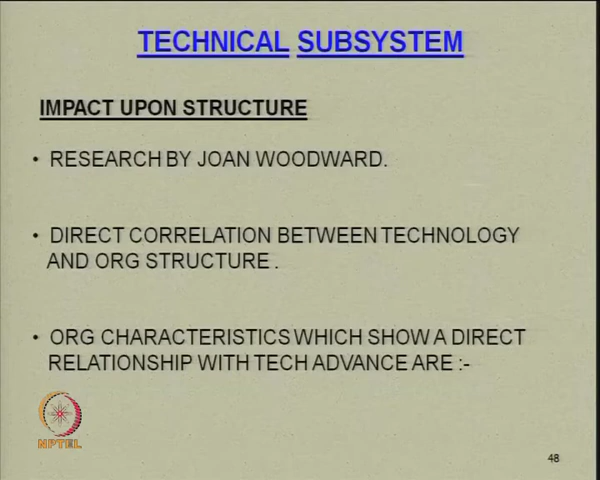 TECHNICAL SUBSYSTEM
IMPACT UPON STRUCTURE
• RESEARCH BY JOAN WOODWARD.
• DIRECT CORRELATION BETWEEN TECHNOLOGY
AND ORG STRUCTURE .
• ORG CHARACTERISTICS WHICH SHOW A DIRECT
RELATIONSHIP WITH TECH ADVANCE ARE :-
NPTEL
48